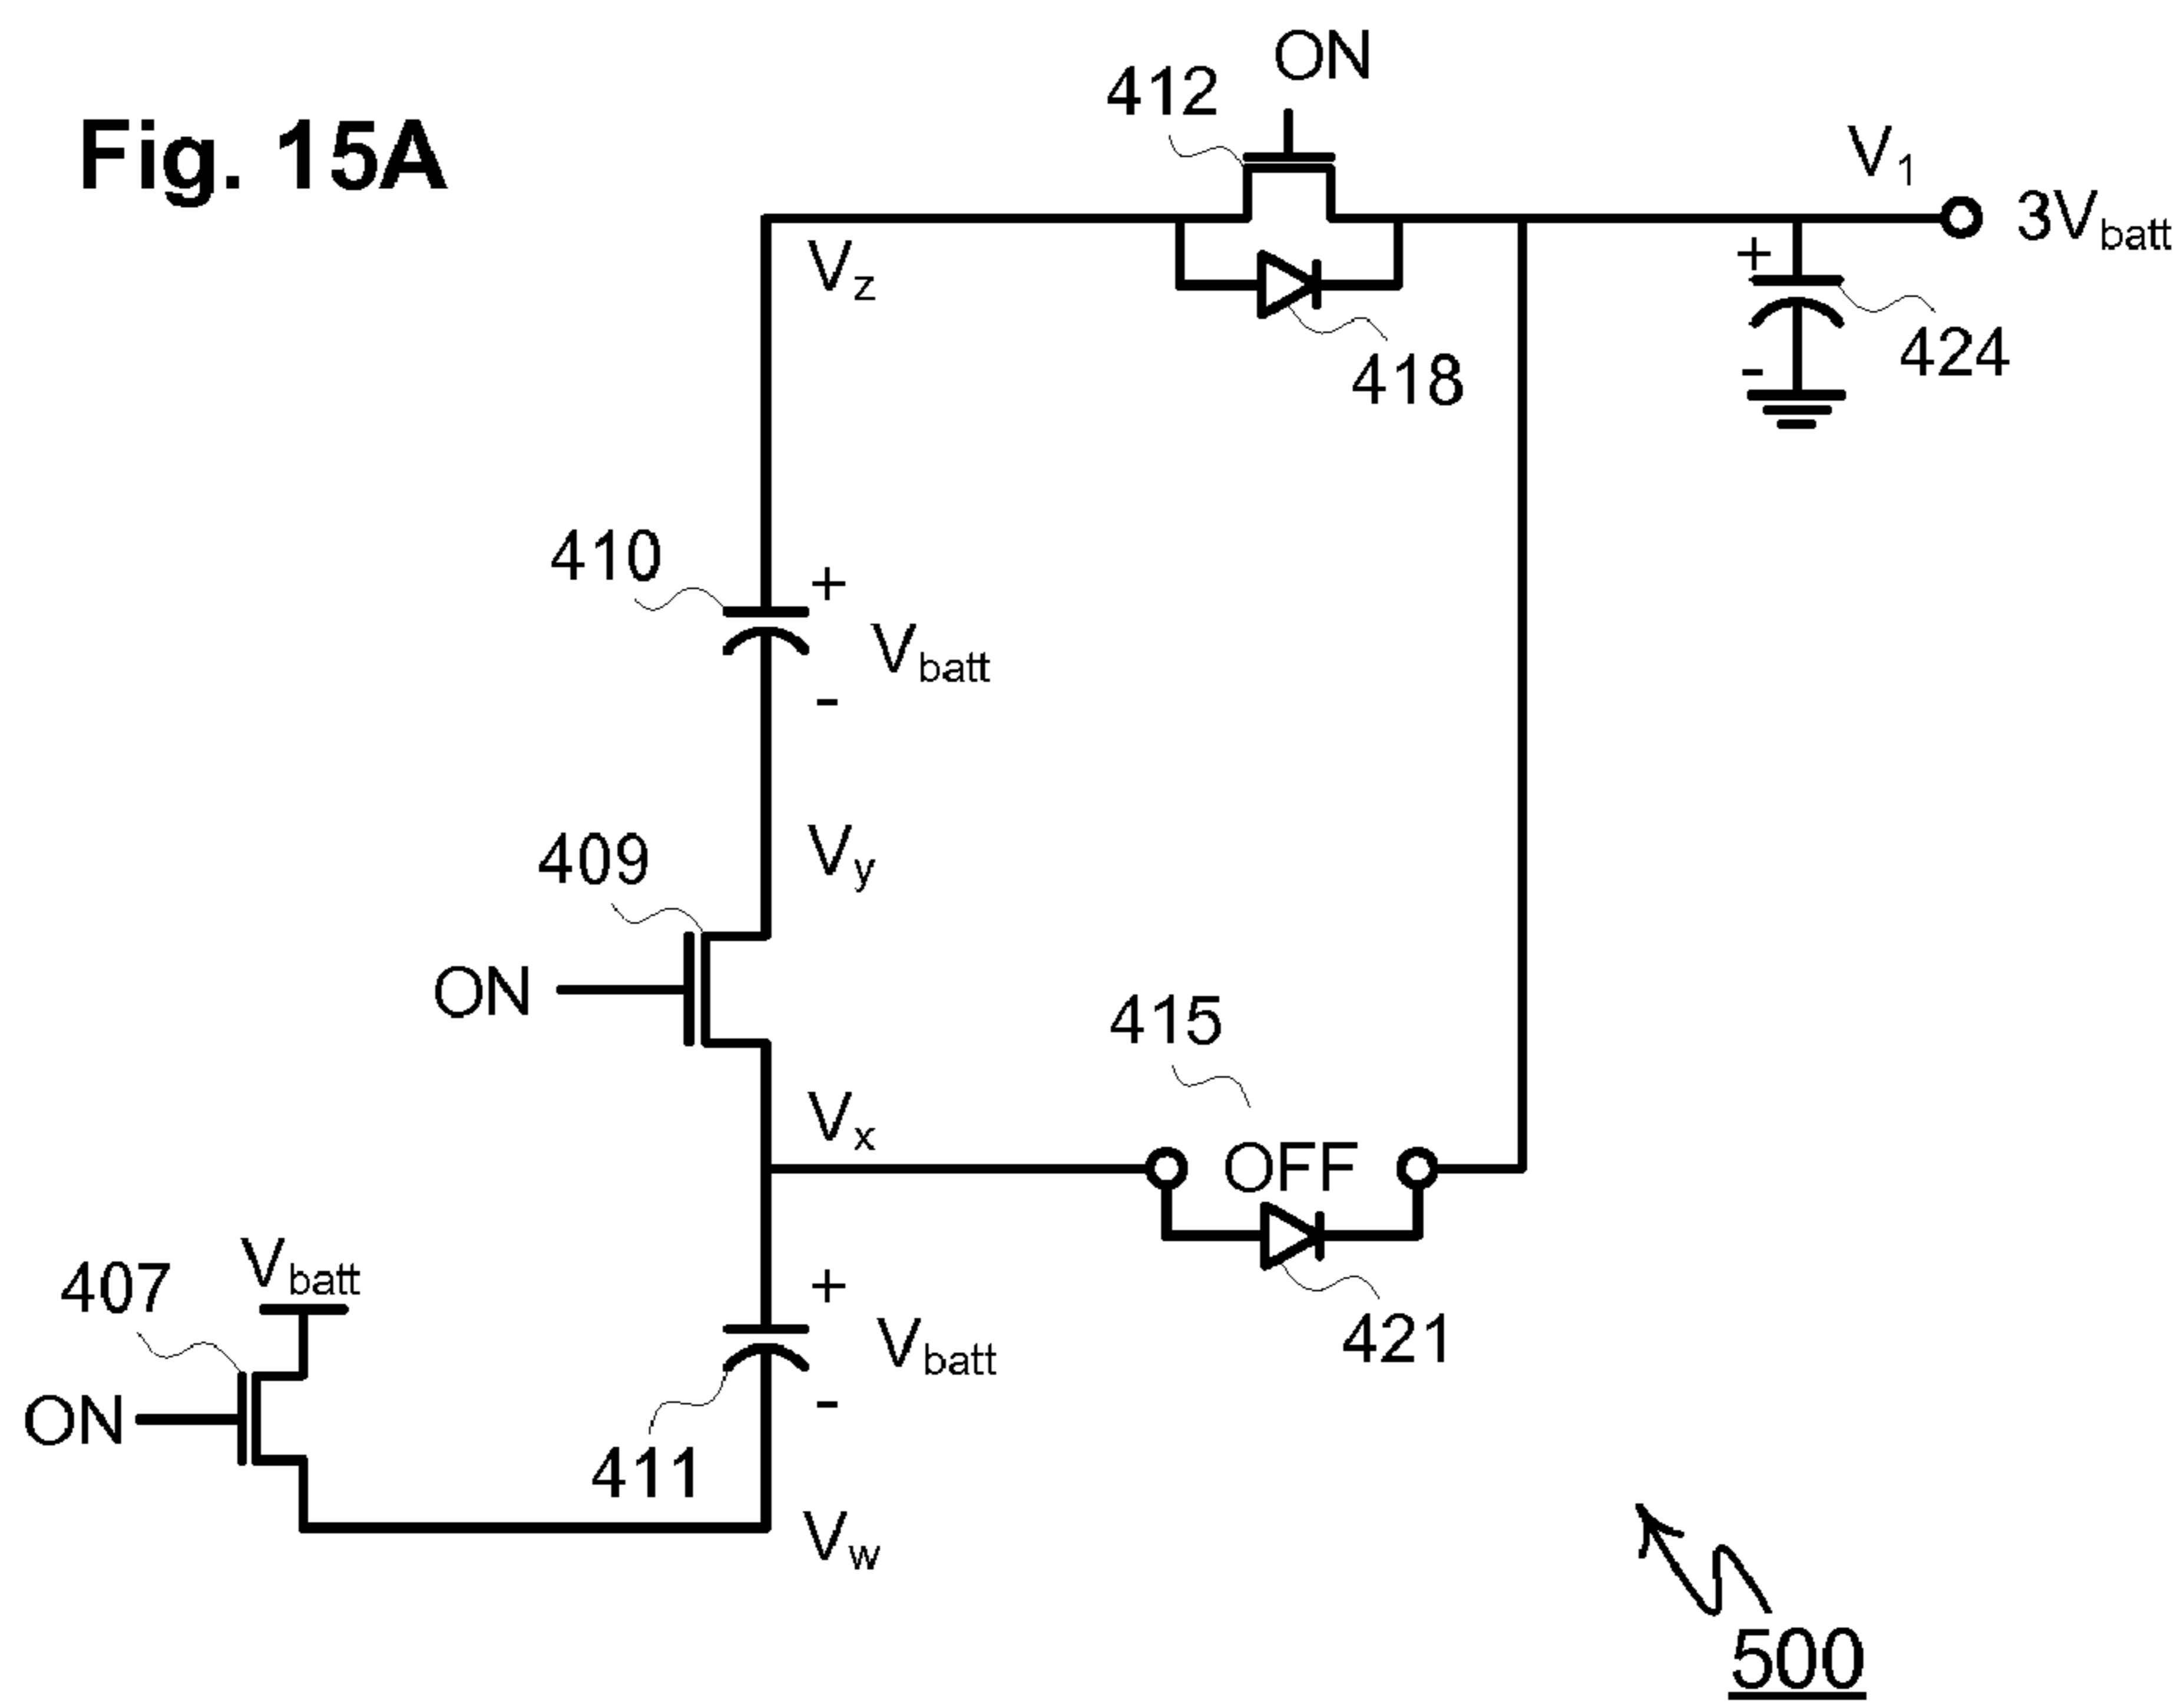 Fig. 15A
ON
412
V1
3Vbatt
Vz
+
424
-
418
410
+
Vbatt
-
Vy
409
ON
415
Vx
OFF
407
Vbatt
+
Vbatt
421
ON
-
411
Vw
500